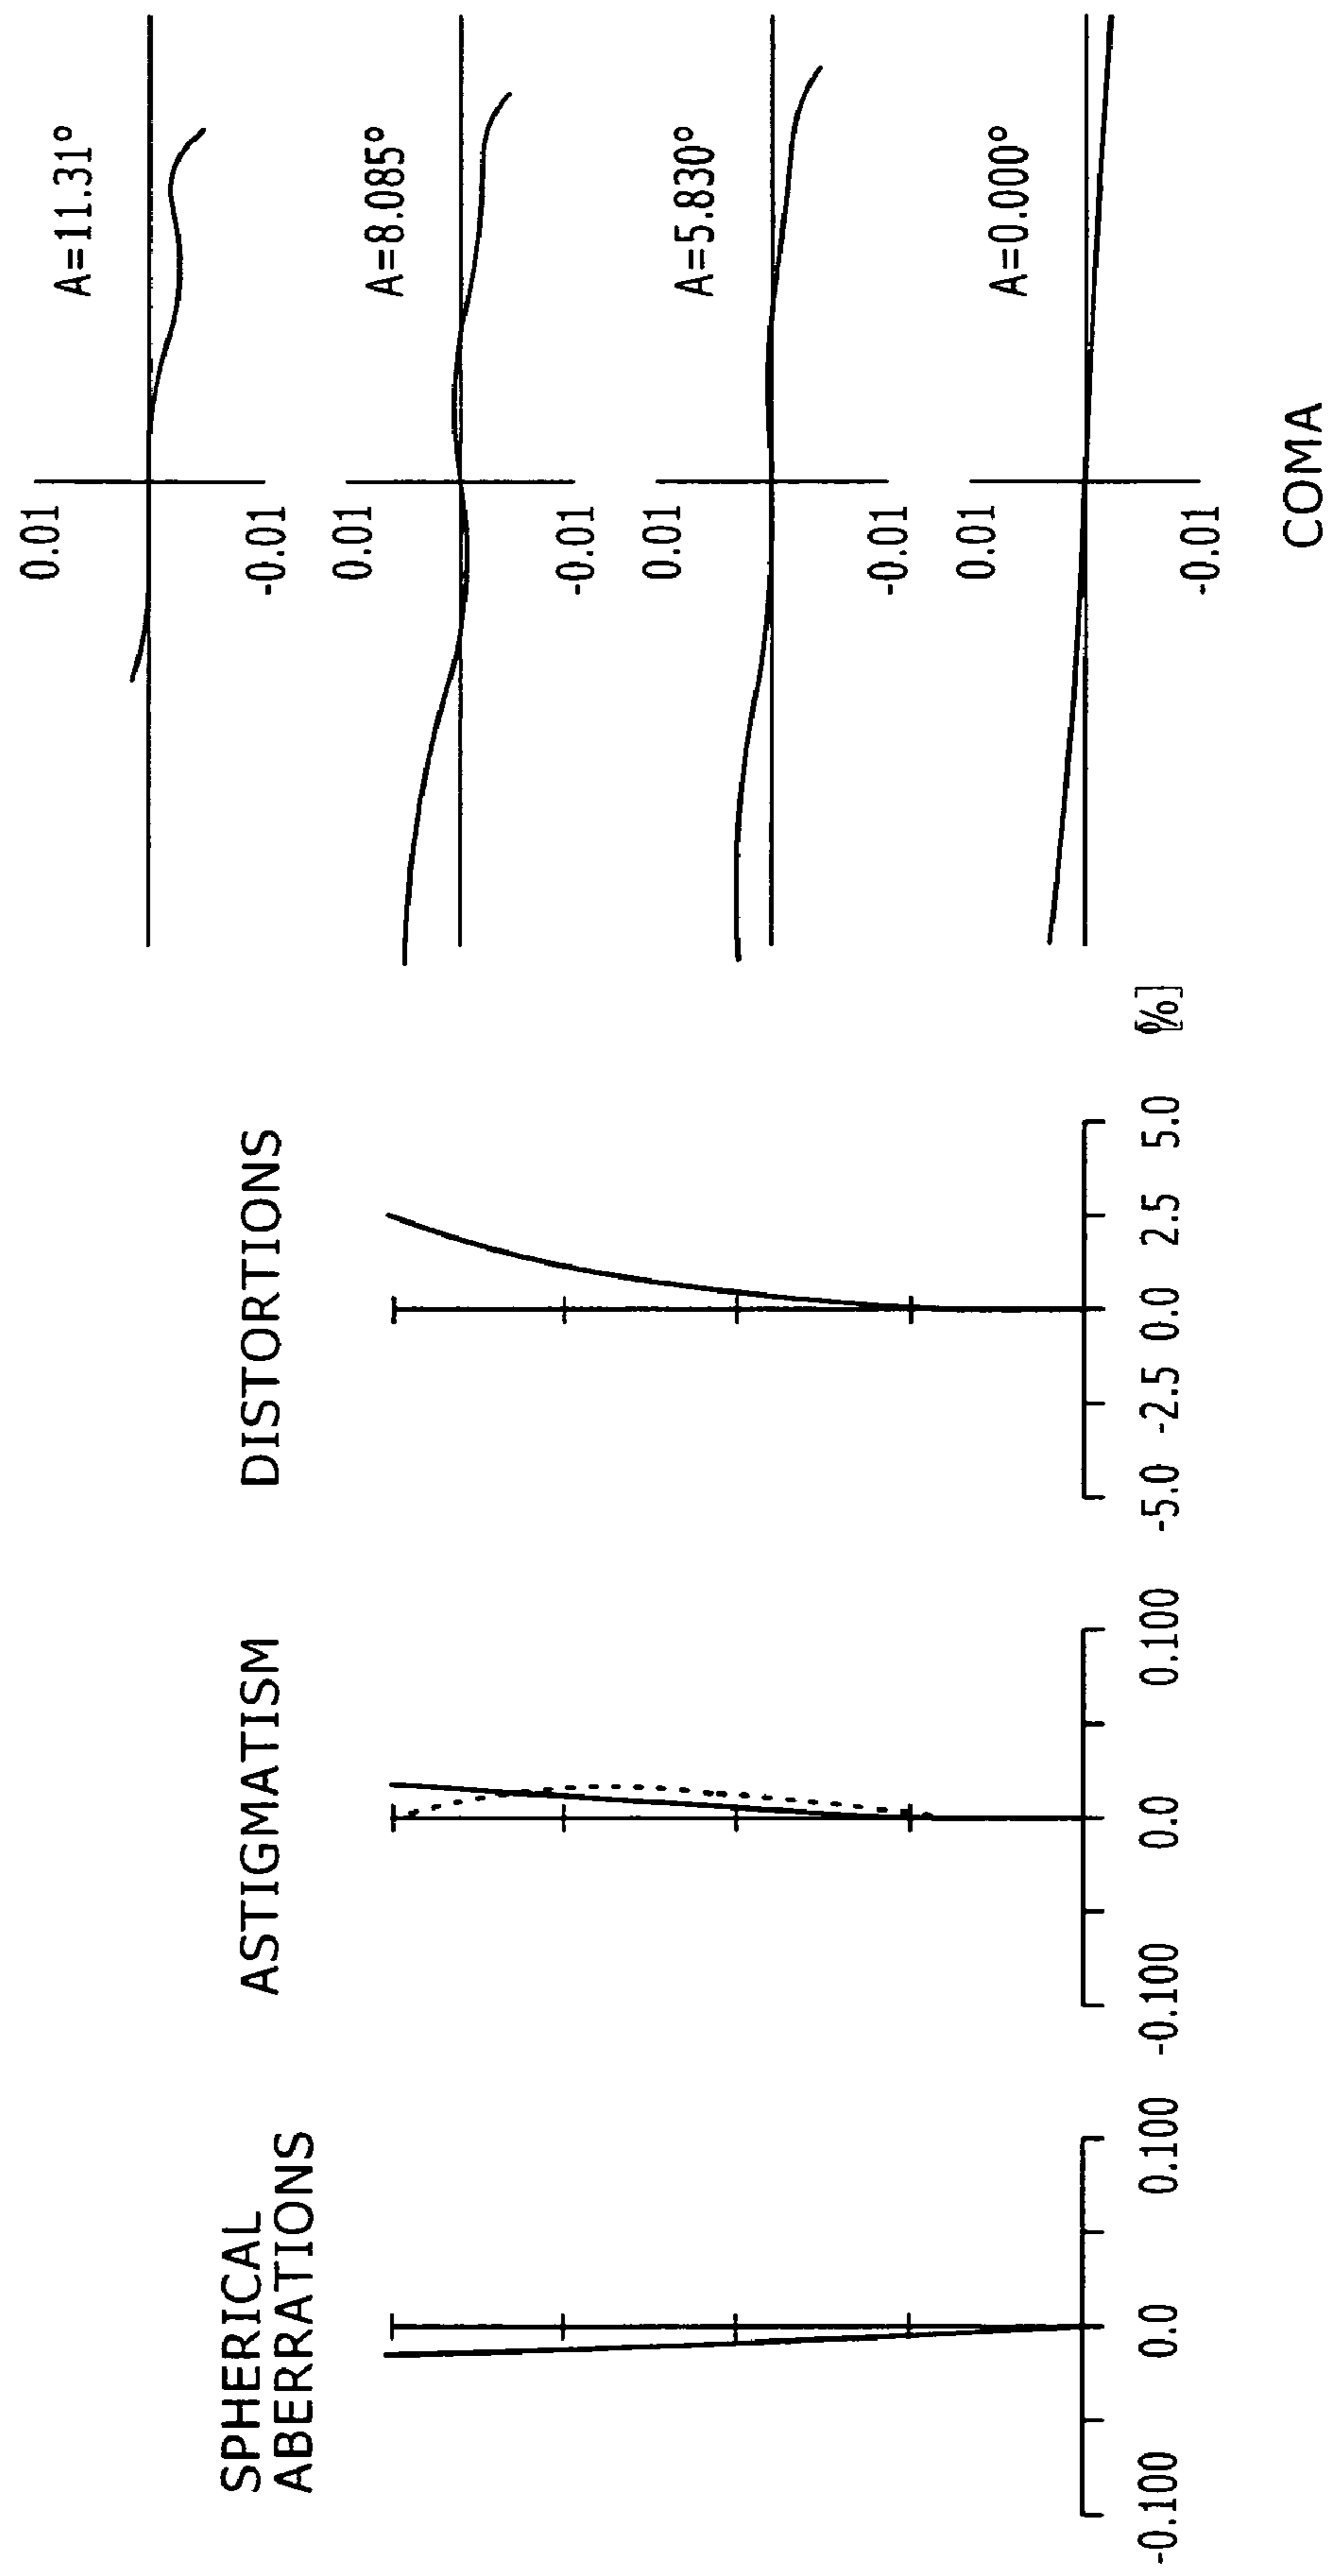 SPHERICAL
ABERRATIONS
-0.100 0.0 0.100
ASTIGMATISM
-0.100 0.0 0.100
DISTORTIONS
-5.0 -2.5 0.0 2.5 5.0 [%]
0.01
A=11.31°
-0.01
0.01
A=8.085°
-0.01
0.01
A=5.830°
-0.01
0.01
A=0.000°
-0.01
COMA